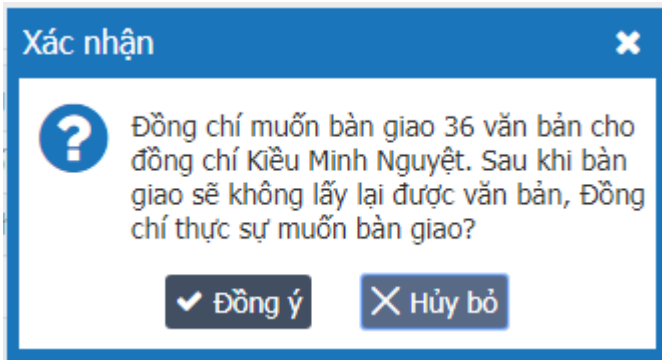 Xác nhận
Đồng chí muốn bàn giao 36 văn bản cho
đồng chí Kiều Minh Nguyệt. Sau khi bàn
giao sẽ không lấy lại được văn bản, Đồng
chí thực sự muốn bàn giao?
Đồng ý
Hủy bỏ